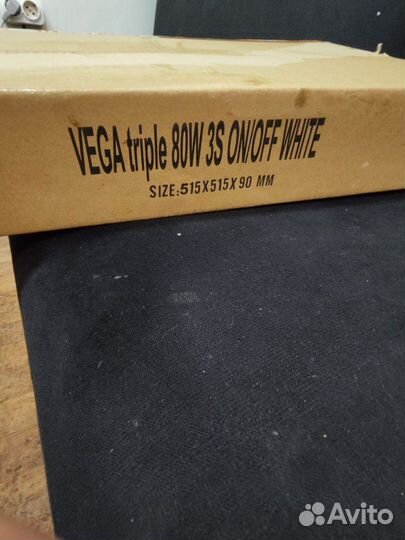 VEGA triple 80W 3S ON/OFF WHITE
SIZE:515X515X90 MM
Avito